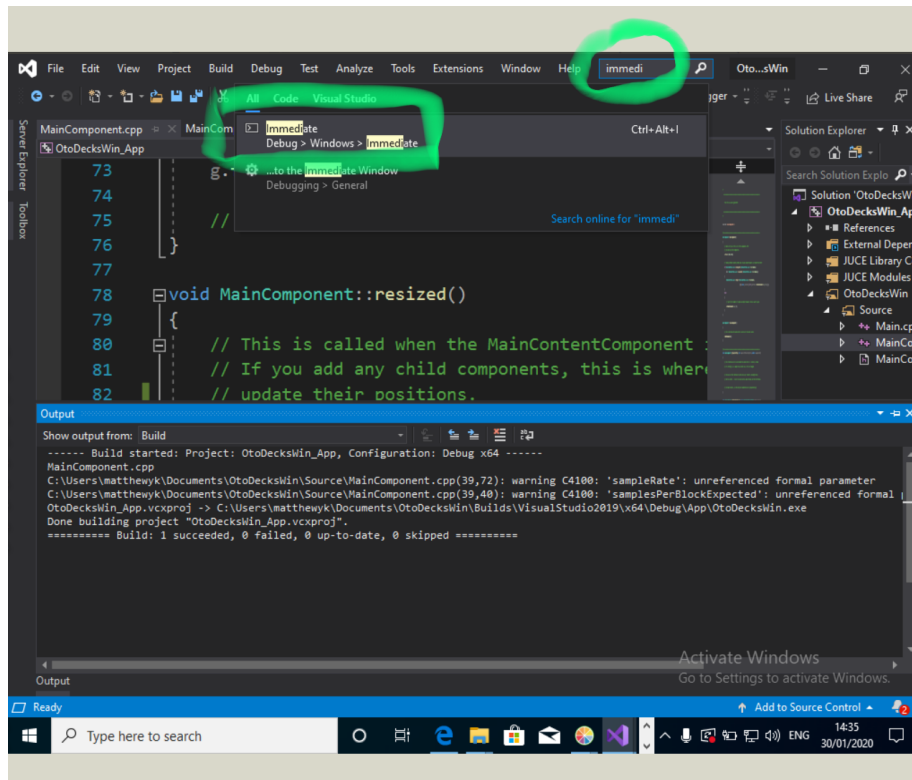 File Edit View Project Build Debug Test Analyze Tools Extensions Window Help immedi Oto...sWin
All Code Visual Studio
Live Share
Server Explorer
Toolbox
MainComponent.cpp MainCom
Immediate Ctrl+Alt+I
Debug > Windows > Immediate
OtoDecksWin_App
...to the Immediate Window
Debugging > General
Search online for "immedi"
Solution Explorer
Search Solution Explo
Solution 'OtoDecksW
OtoDecksWin_Ap
References
External Deper
JUCE Library C
JUCE Modules
OtoDecksWin
Source
Main.cp
MainCo
MainCo
73 g.
74
75 //
76 }
77
78 void MainComponent::resized()
79 {
80 // This is called when the MainContentComponent
81 // If you add any child components, this is where
82 // update their positions.
Output
Show output from: Build
------ Build started: Project: OtoDecksWin_App, Configuration: Debug x64 ------
MainComponent.cpp
C:\Users\matthewyk\Documents\OtoDecksWin\Source\MainComponent.cpp(39,72): warning C4100: 'sampleRate': unreferenced formal parameter
C:\Users\matthewyk\Documents\OtoDecksWin\Source\MainComponent.cpp(39,40): warning C4100: 'samplesPerBlockExpected': unreferenced formal
OtoDecksWin_App.vcxproj -> C:\Users\matthewyk\Documents\OtoDecksWin\Builds\VisualStudio2019\x64\Debug\App\OtoDecksWin.exe
Done building project "OtoDecksWin_App.vcxproj".
========== Build: 1 succeeded, 0 failed, 0 up-to-date, 0 skipped ==========
Activate Windows
Go to Settings to activate Windows.
Output
Ready Add to Source Control 2
Type here to search ENG 14:35
30/01/2020